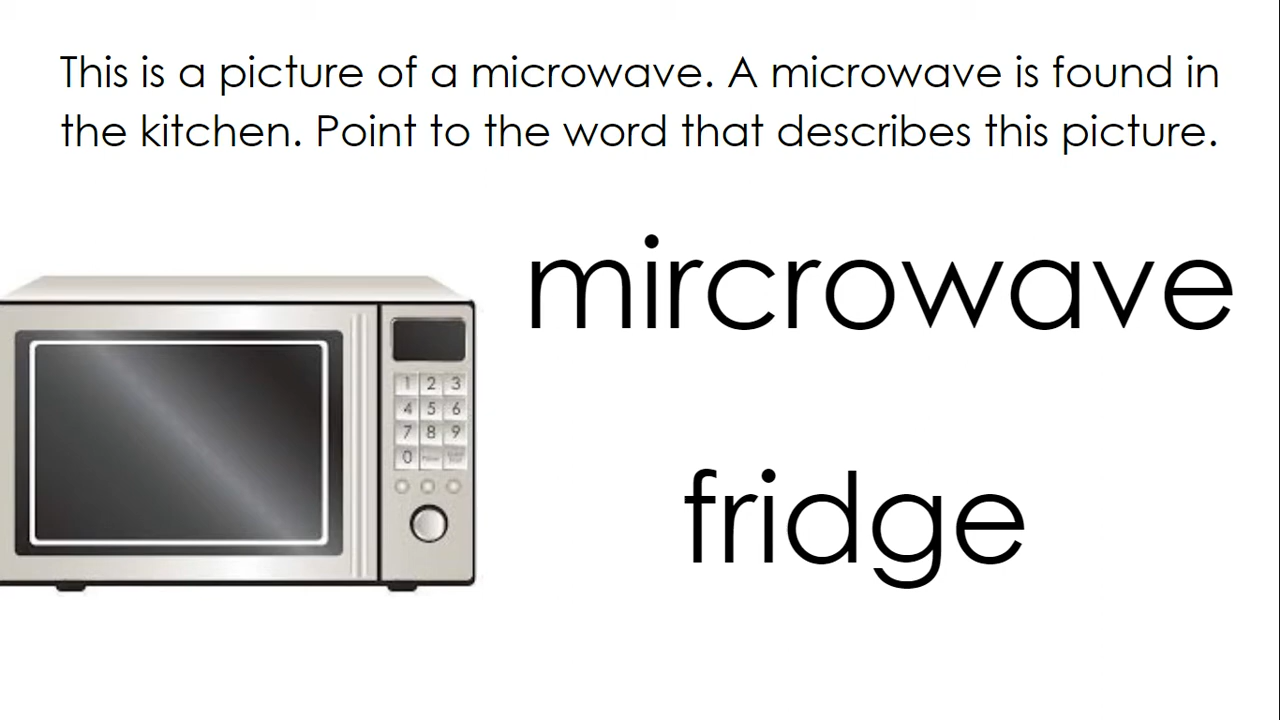 This is a picture of a microwave. A microwave is found in
the kitchen. Point to the word that describes this picture.
mircrowave
1 2 3
4 5 6
7 8 9
0
fridge